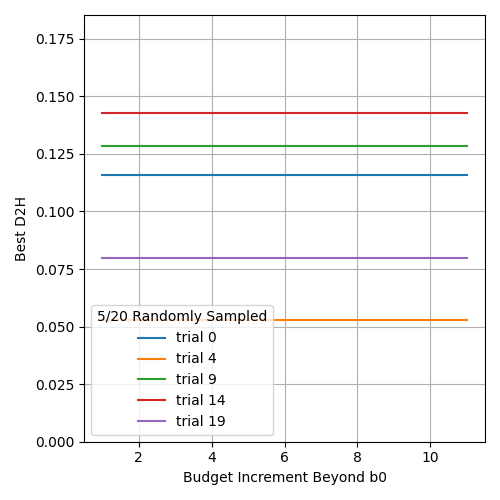 0.175
0.150
0.125
0.100
0.075
0.050
0.025
0.000
Best D2H
5/20 Randomly Sampled
trial 0
trial 4
trial 9
trial 14
trial 19
2 4 6 8 10
Budget Increment Beyond b0